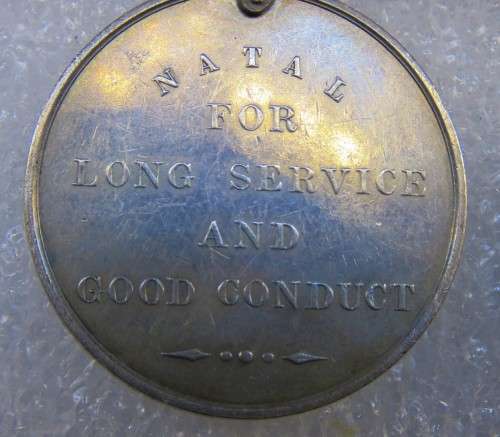 NATAL
FOR
LONG SERVICE
AND
GOOD CONDUCT